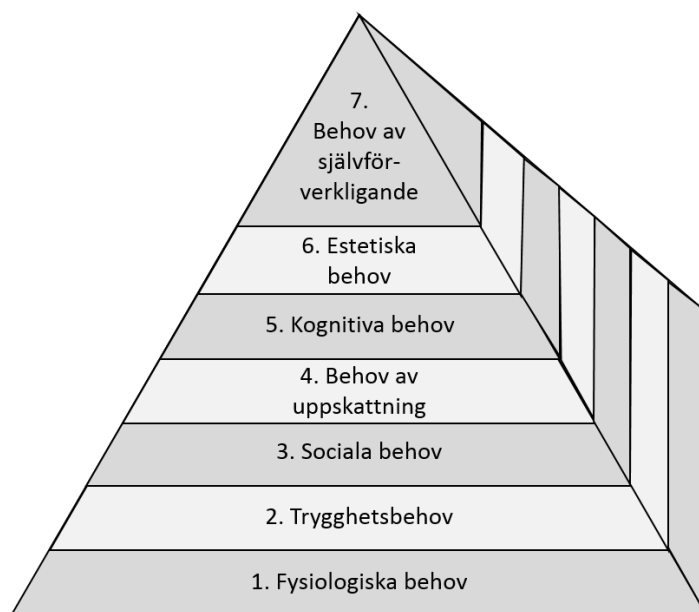 7.
Behov av
självför-
verkligande
6. Estetiska
behov
5. Kognitiva behov
4. Behov av
uppskattning
3. Sociala behov
2. Trygghetsbehov
1. Fysiologiska behov